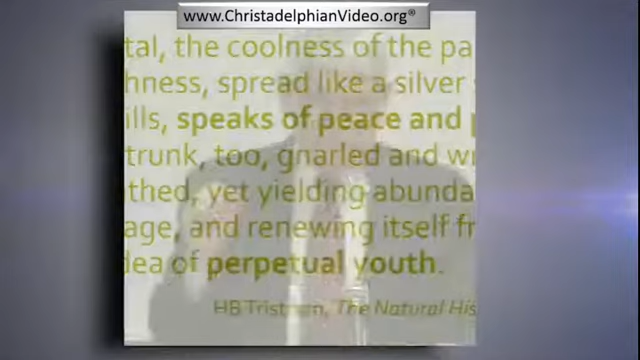 www.ChristadelphianVideo.org®
tal, the coolness of the pa
hness, spread like a silver
ills, speaks of peace and
trunk, too, gnarled and w
thed, yet yielding abunda
age, and renewing itself fr
dea of perpetual youth.
HB Tristram, The Natural His